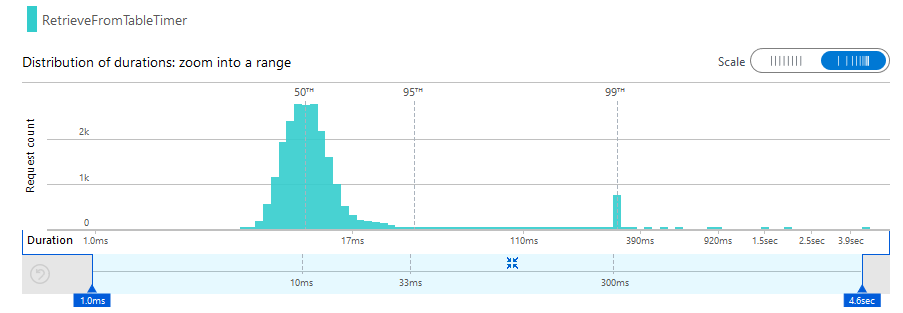 RetrieveFromTableTimer
Distribution of durations: zoom into a range
Scale
50TH 95TH 99TH
Request count
2k
1k
0
Duration 1.0ms 17ms 110ms 390ms 920ms 1.5sec 2.5sec 3.9sec
10ms 33ms 300ms
1.0ms 4.6sec